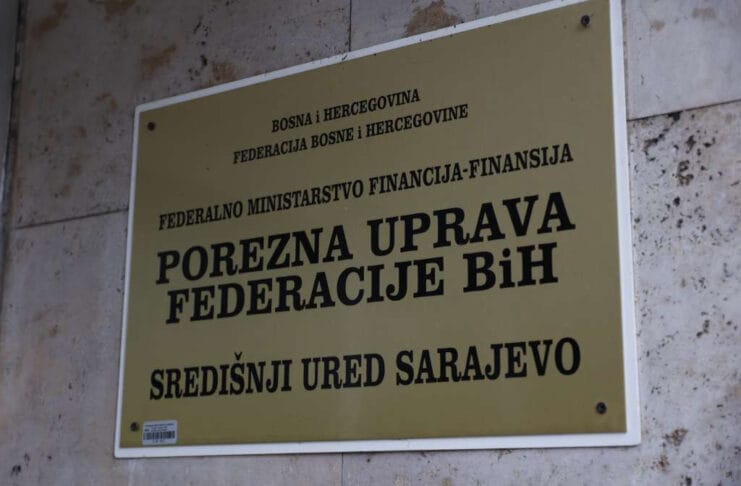 BOSNA i HERCEGOVINA
FEDERACIJA BOSNE i HERCEGOVINE
FEDERALNO MINISTARSTVO FINANCIJA-FINANSIJA
POREZNA UPRAVA
FEDERACIJE BiH
SREDIŠNJI URED SARAJEVO